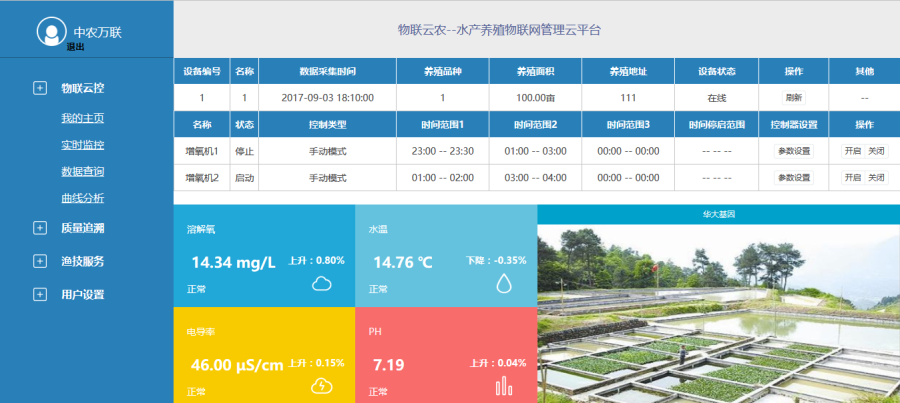 中农万联
退出
物联云农--水产养殖物联网管理云平台
物联云控
我的主页
实时监控
数据查询
曲线分析
质量追溯
渔技服务
用户设置
设备编号 名称 数据采集时间 养殖品种 养殖面积 养殖地址 设备状态 操作 其他
1 1 2017-09-03 18:10:00 1 100.00亩 111 在线 刷新 --
名称 状态 控制类型 时间范围1 时间范围2 时间范围3 时间停启范围 控制器设置 操作
增氧机1 停止 手动模式 23:00 -- 23:30 01:00 -- 03:00 00:00 -- 00:00 -- -- -- 参数设置 开启 关闭
增氧机2 启动 手动模式 01:00 -- 02:00 03:00 -- 04:00 00:00 -- 00:00 -- -- -- 参数设置 开启 关闭
溶解氧
14.34 mg/L 上升：0.80%
正常
水温
14.76 ℃ 下降：-0.35%
正常
电导率
46.00 μS/cm 上升：0.15%
正常
PH
7.19 上升：0.04%
正常
华大基因